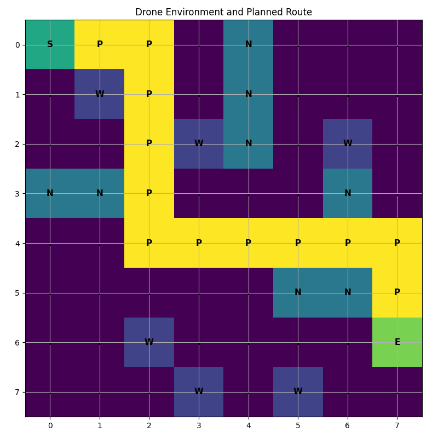 Drone Environment and Planned Route
0 S P P N
1 W P N
2 P W N W
3 N N P N
4 P P P P P P
5 N N P
6 W E
7 W W
0 1 2 3 4 5 6 7